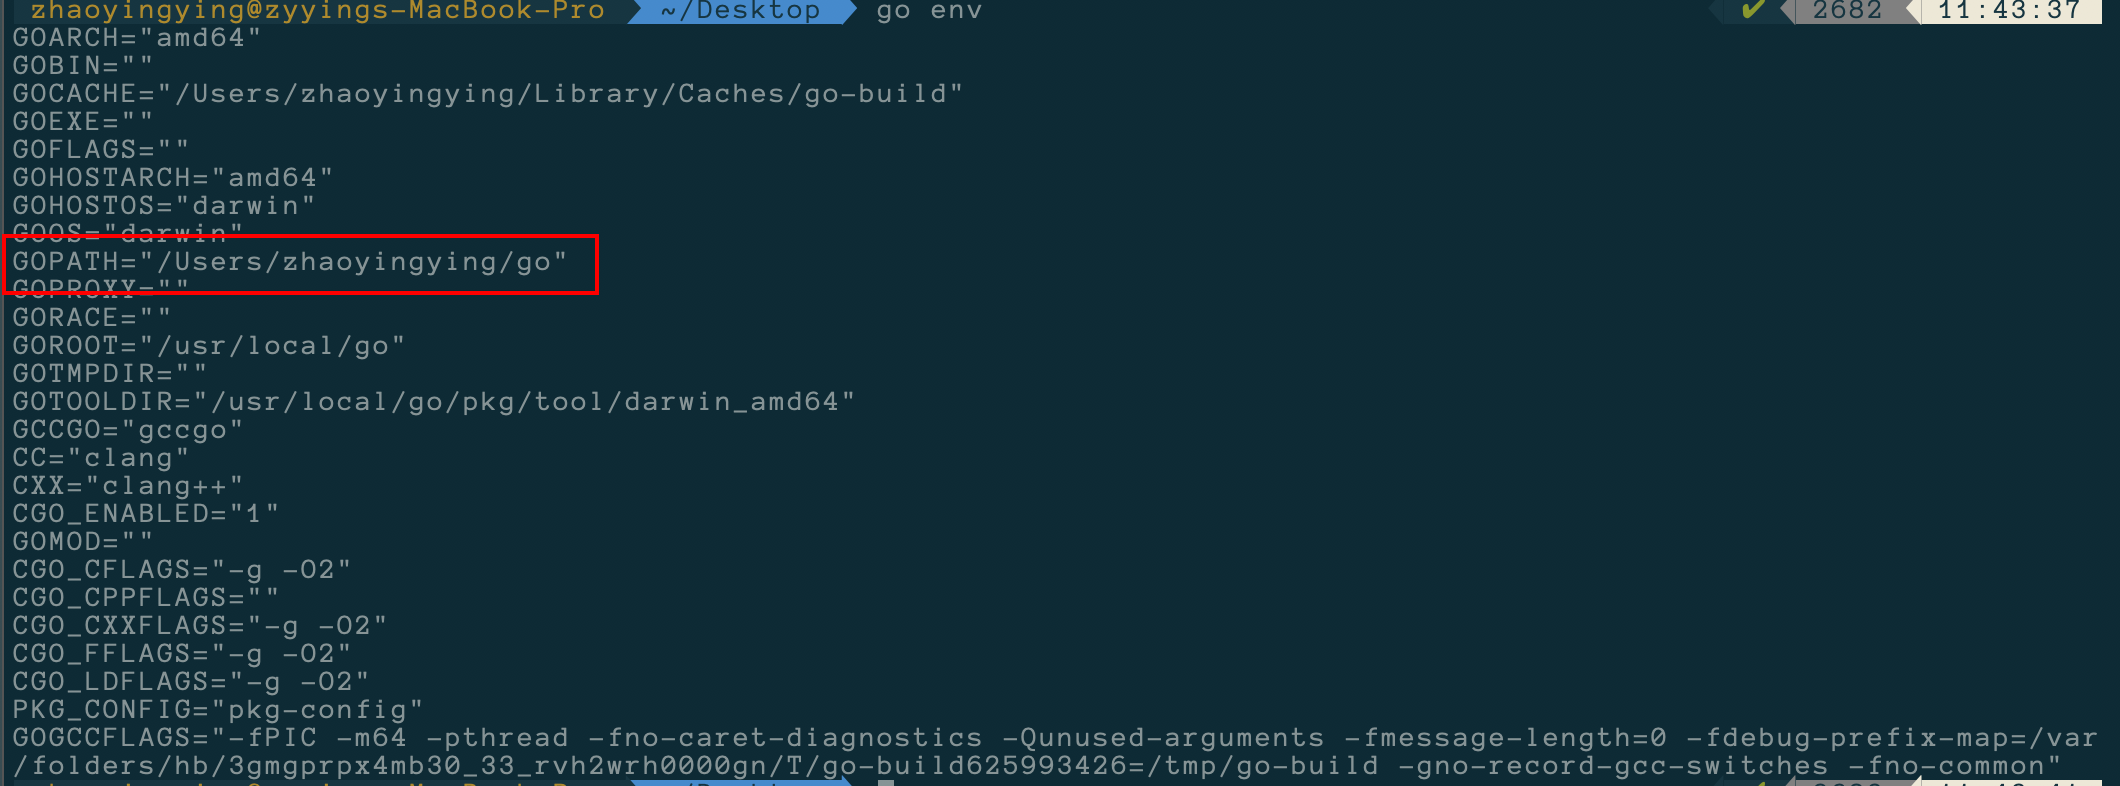 zhaoyingying@zyyings-MacBook-Pro ~/Desktop go env ✔ 2682 11:43:37
GOARCH="amd64"
GOBIN=""
GOCACHE="/Users/zhaoyingying/Library/Caches/go-build"
GOEXE=""
GOFLAGS=""
GOHOSTARCH="amd64"
GOHOSTOS="darwin"
GOOS="darwin"
GOPATH="/Users/zhaoyingying/go"
GOPROXY=""
GORACE=""
GOROOT="/usr/local/go"
GOTMPDIR=""
GOTOOLDIR="/usr/local/go/pkg/tool/darwin_amd64"
GCCGO="gccgo"
CC="clang"
CXX="clang++"
CGO_ENABLED="1"
GOMOD=""
CGO_CFLAGS="-g -O2"
CGO_CPPFLAGS=""
CGO_CXXFLAGS="-g -O2"
CGO_FFLAGS="-g -O2"
CGO_LDFLAGS="-g -O2"
PKG_CONFIG="pkg-config"
GOGCCFLAGS="-fPIC -m64 -pthread -fno-caret-diagnostics -Qunused-arguments -fmessage-length=0 -fdebug-prefix-map=/var
/folders/hb/3gmgprpx4mb30_33_rvh2wrh0000gn/T/go-build625993426=/tmp/go-build -gno-record-gcc-switches -fno-common"